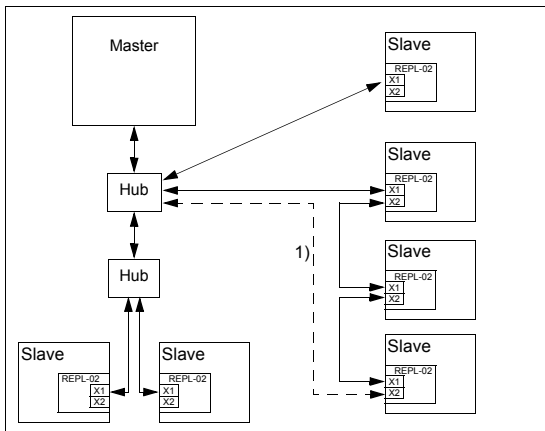 Master
Hub
Hub
1)
Slave
REPL-02
X1
X2
Slave
REPL-02
X1
X2
Slave
REPL-02
X1
X2
Slave
REPL-02
X1
X2
Slave
REPL-02
X1
X2
Slave
REPL-02
X1
X2